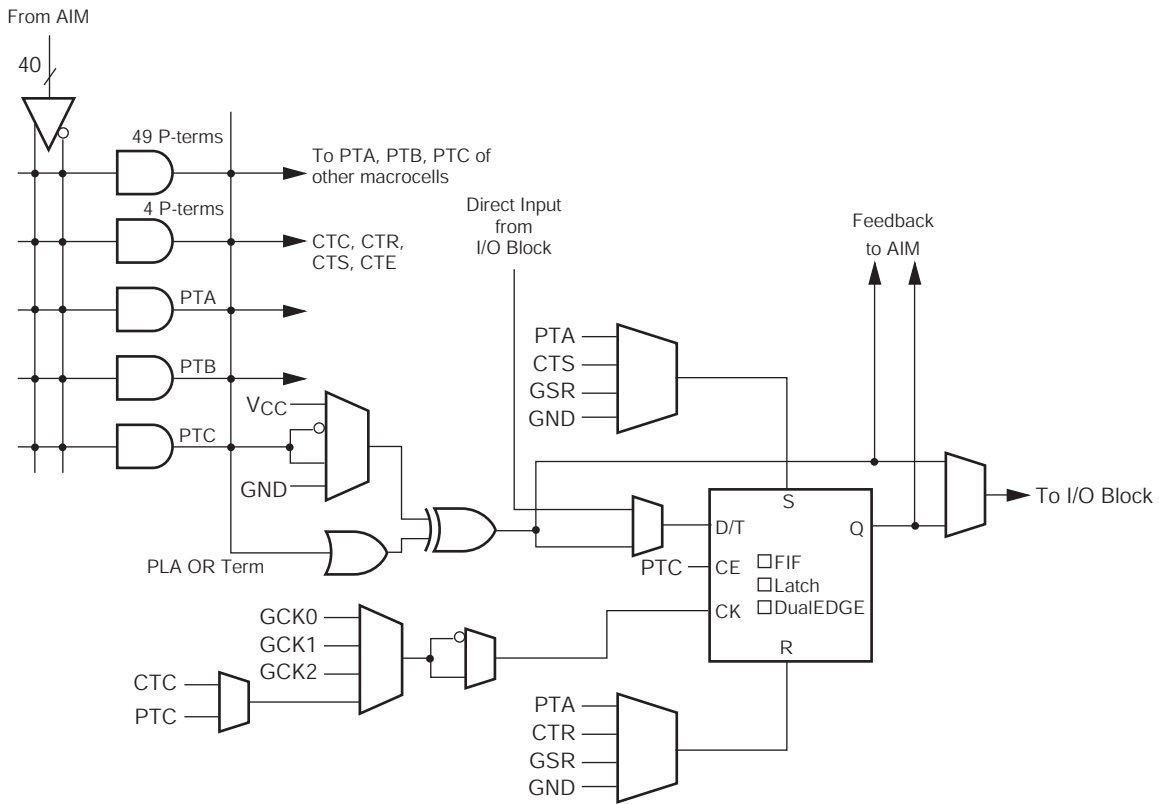 From AIM
40
49 P-terms
To PTA, PTB, PTC of
other macrocells
4 P-terms
CTC, CTR,
CTS, CTE
Direct Input
from
I/O Block
Feedback
to AIM
PTA
PTB
PTC
VCC
GND
PLA OR Term
PTA
CTS
GSR
GND
S
D/T
Q
PTC
CE
FIF
Latch
CK
DualEDGE
R
To I/O Block
GCK0
GCK1
GCK2
CTC
PTC
PTA
CTR
GSR
GND